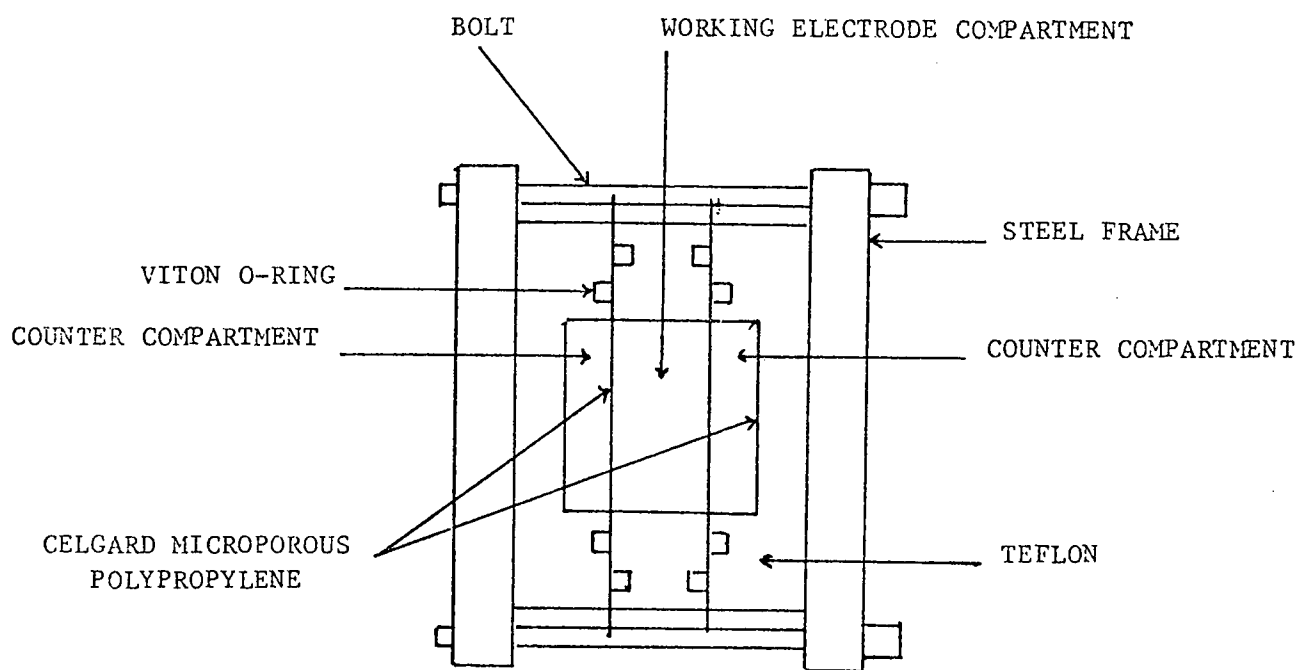 BOLT
WORKING ELECTRODE COMPARTMENT
STEEL FRAME
VITON O-RING
COUNTER COMPARTMENT
COUNTER COMPARTMENT
CELGARD MICROPOROUS
POLYPROPYLENE
TEFLON